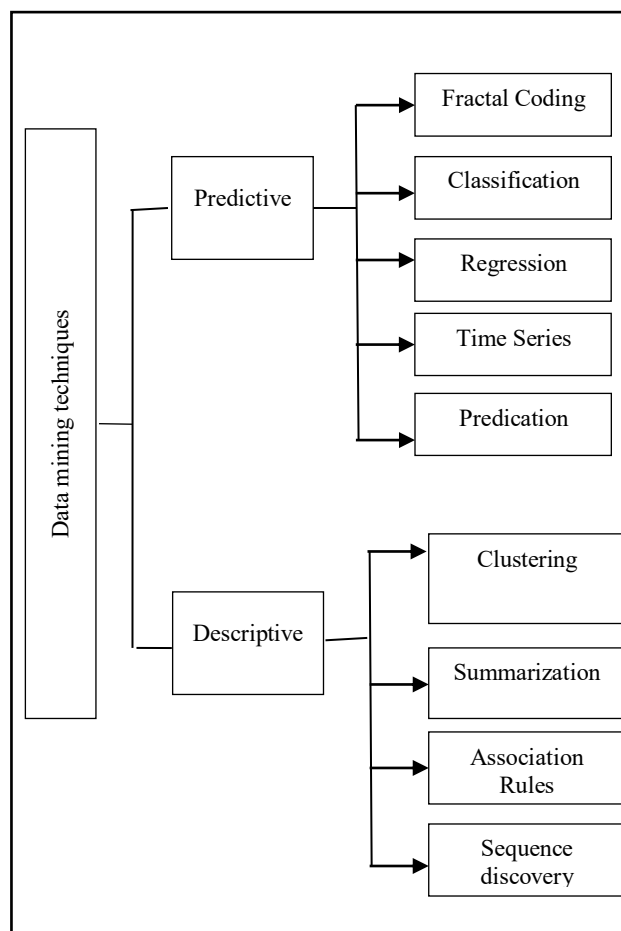 Data mining techniques
Predictive
Fractal Coding
Classification
Regression
Time Series
Predication
Descriptive
Clustering
Summarization
Association
Rules
Sequence
discovery